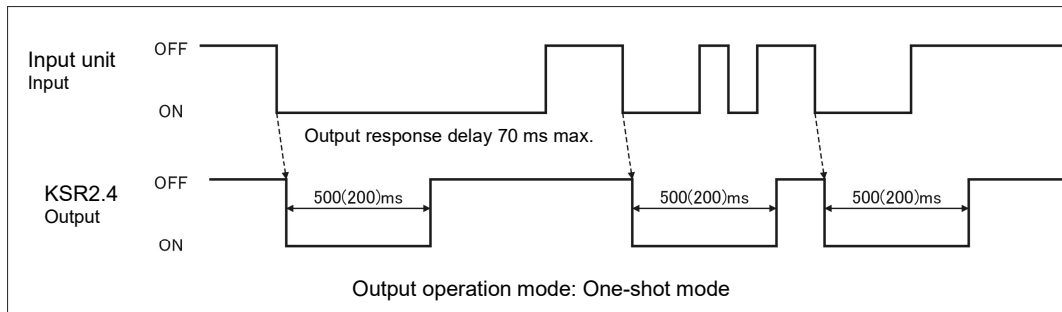 Input unit
Input
OFF
ON
Output response delay 70 ms max.
KSR2.4
Output
OFF
ON
500(200)ms
500(200)ms
500(200)ms
Output operation mode: One-shot mode